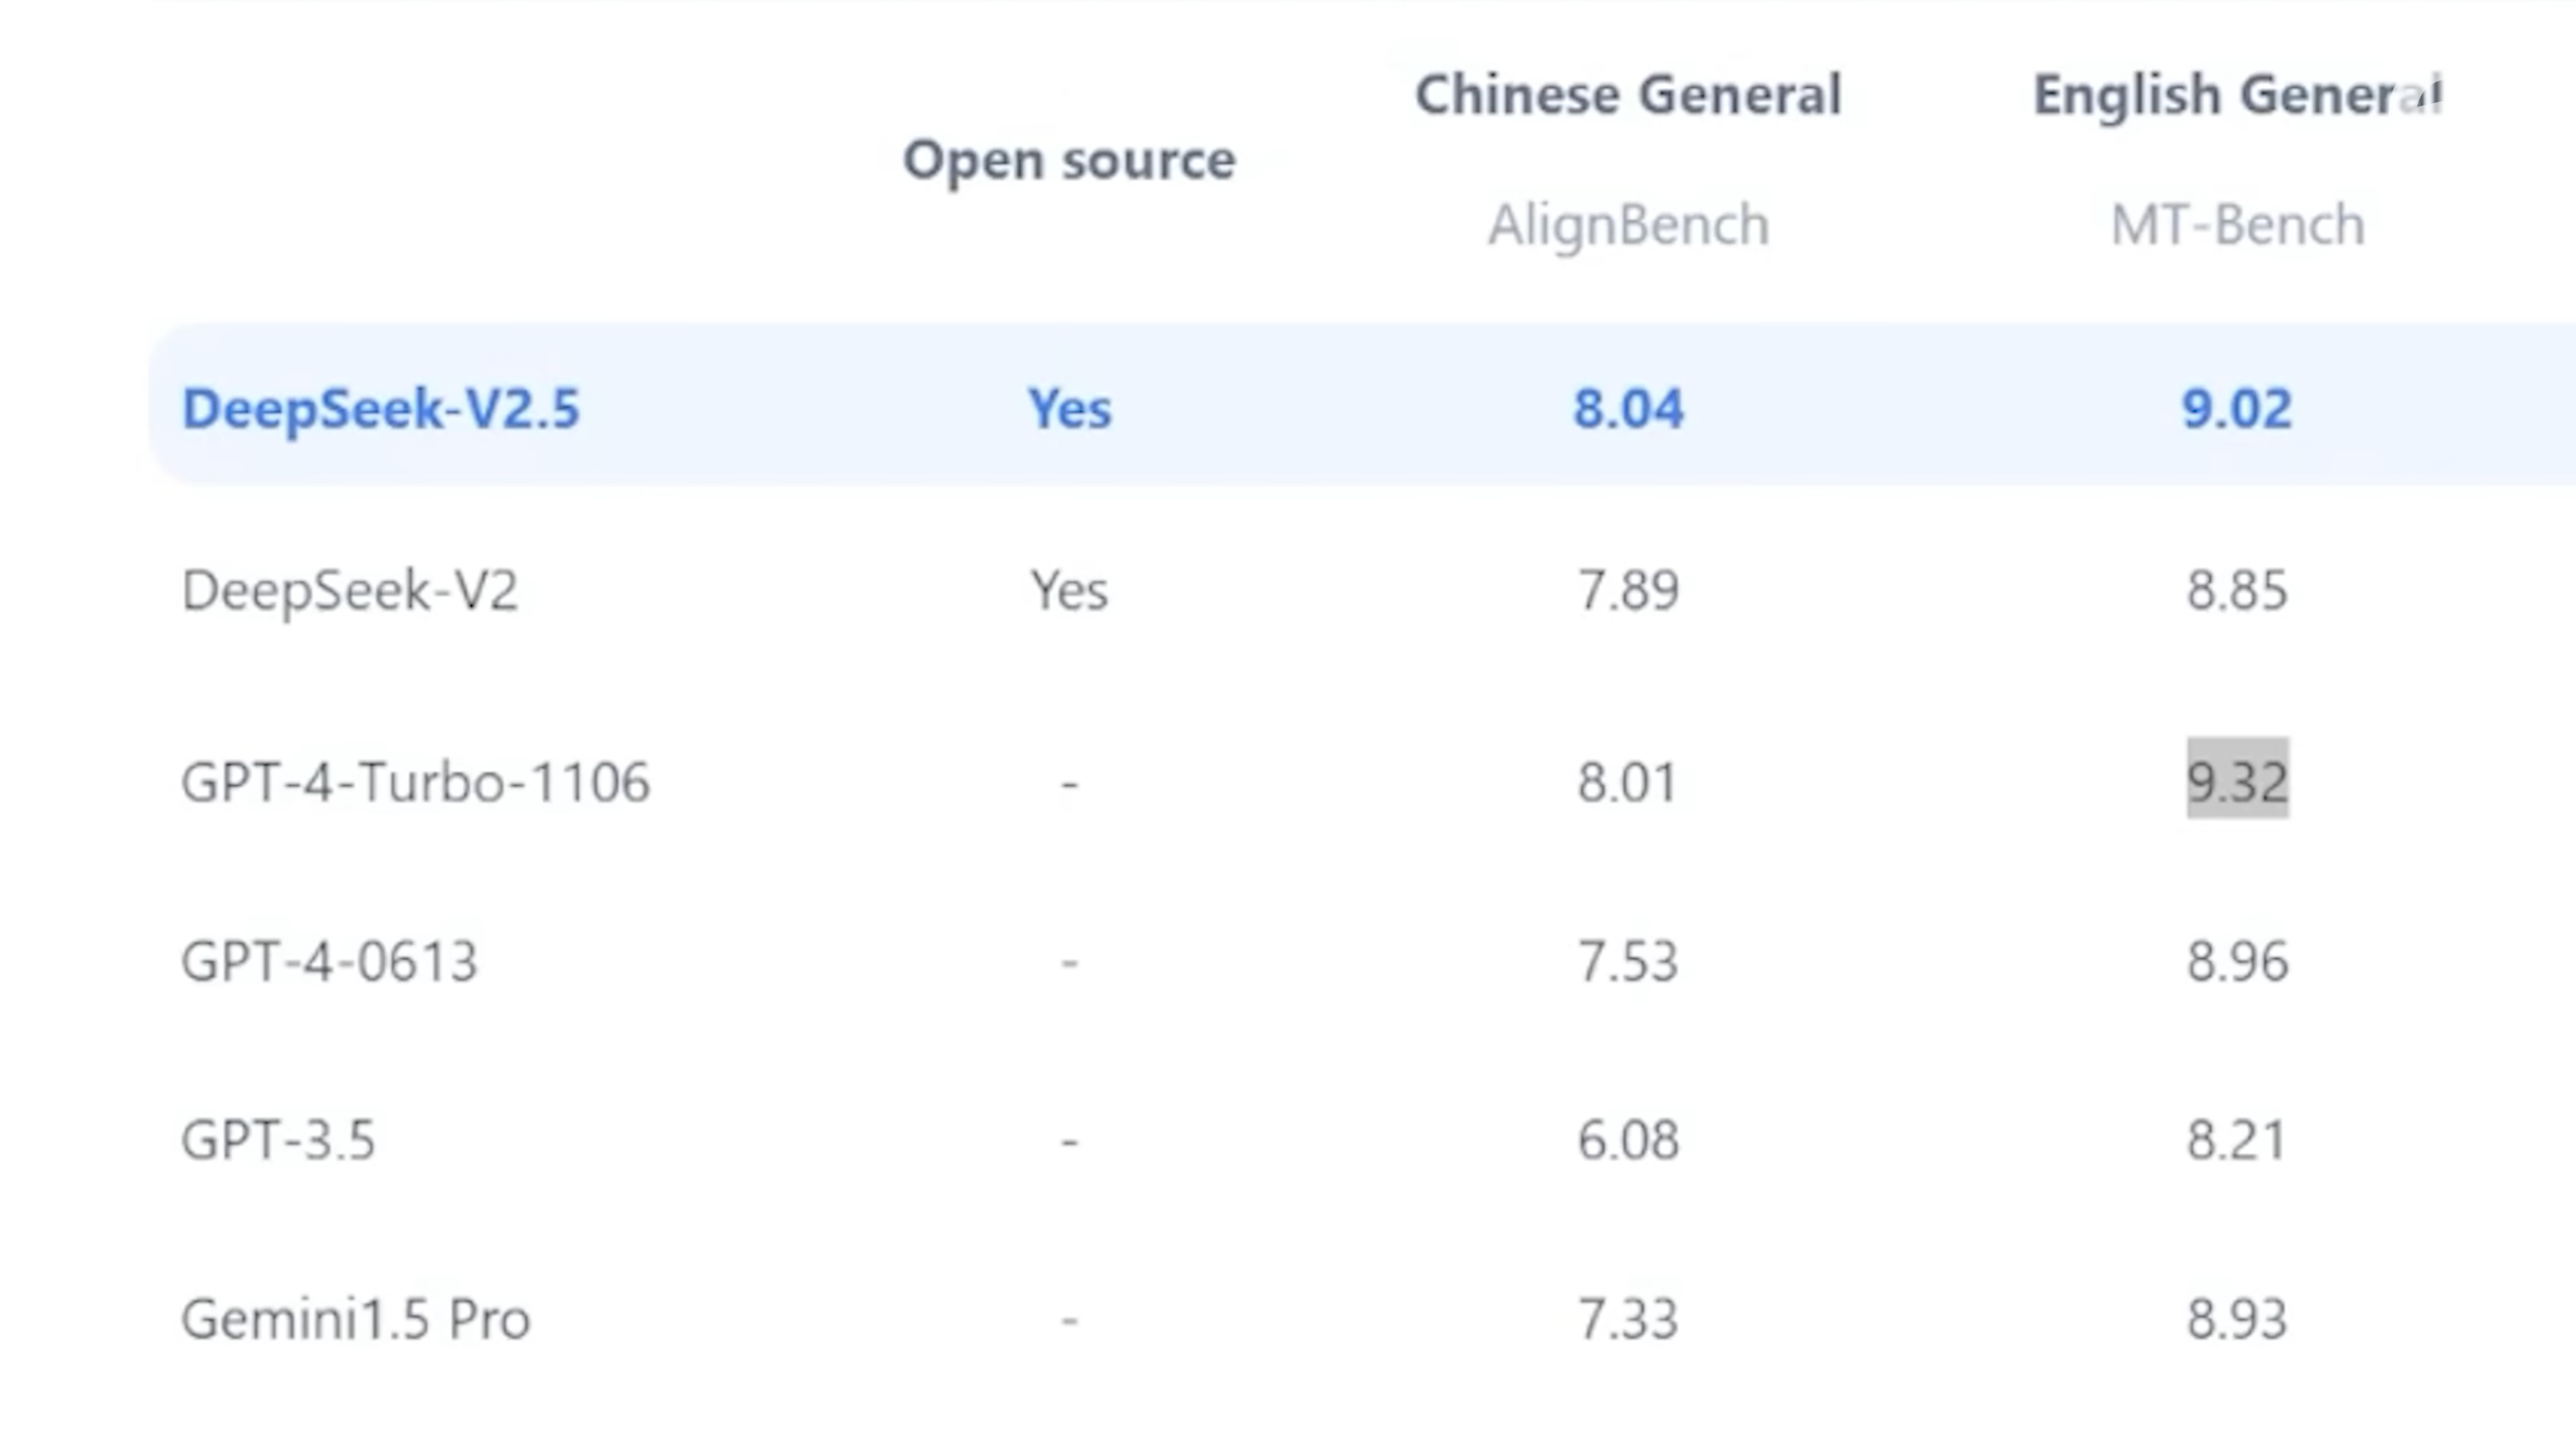 Open source Chinese General English General
AlignBench MT-Bench
DeepSeek-V2.5 Yes 8.04 9.02
DeepSeek-V2 Yes 7.89 8.85
GPT-4-Turbo-1106 - 8.01 9.32
GPT-4-0613 - 7.53 8.96
GPT-3.5 - 6.08 8.21
Gemini1.5 Pro - 7.33 8.93